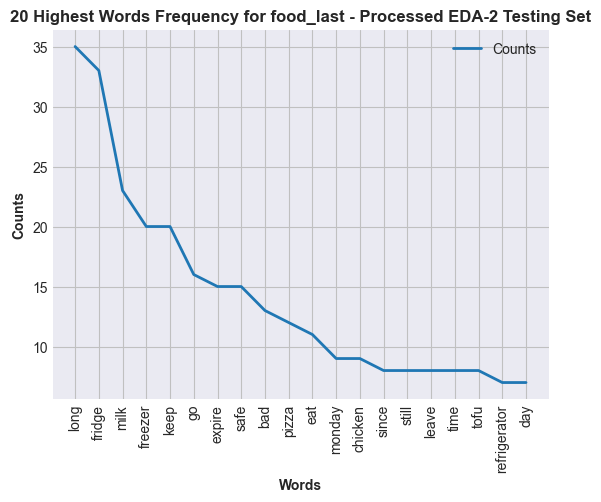 20 Highest Words Frequency for food_last - Processed EDA-2 Testing Set
Counts
35
30
25
20
15
10
Counts
long
fridge
milk
freezer
keep
go
expire
safe
bad
pizza
eat
monday
chicken
since
still
leave
time
tofu
refrigerator
day
Words